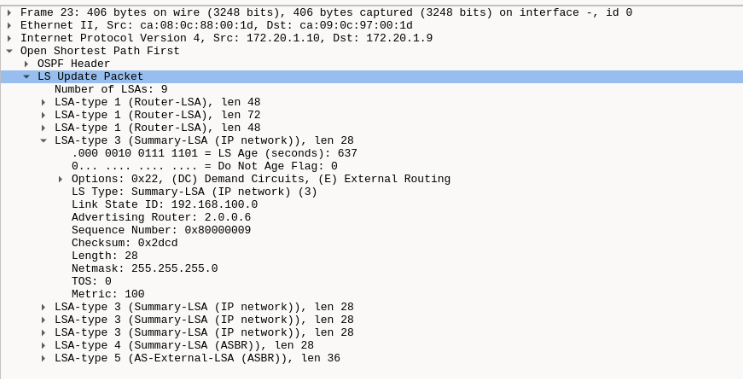 Frame 23: 406 bytes on wire (3248 bits), 406 bytes captured (3248 bits) on interface -, id 0
Ethernet II, Src: ca:08:0c:88:00:1d, Dst: ca:09:0c:97:00:1d
Internet Protocol Version 4, Src: 172.20.1.10, Dst: 172.20.1.9
Open Shortest Path First
OSPF Header
LS Update Packet
Number of LSAs: 9
LSA-type 1 (Router-LSA), len 48
LSA-type 1 (Router-LSA), len 72
LSA-type 1 (Router-LSA), len 48
LSA-type 3 (Summary-LSA (IP network)), len 28
.000 0010 0111 1101 = LS Age (seconds): 637
0... .... .... .... = Do Not Age Flag: 0
Options: 0x22, (DC) Demand Circuits, (E) External Routing
LS Type: Summary-LSA (IP network) (3)
Link State ID: 192.168.100.0
Advertising Router: 2.0.0.6
Sequence Number: 0x80000009
Checksum: 0x2dcd
Length: 28
Netmask: 255.255.255.0
TOS: 0
Metric: 100
LSA-type 3 (Summary-LSA (IP network)), len 28
LSA-type 3 (Summary-LSA (IP network)), len 28
LSA-type 3 (Summary-LSA (IP network)), len 28
LSA-type 4 (Summary-LSA (ASBR)), len 28
LSA-type 5 (AS-External-LSA (ASBR)), len 36